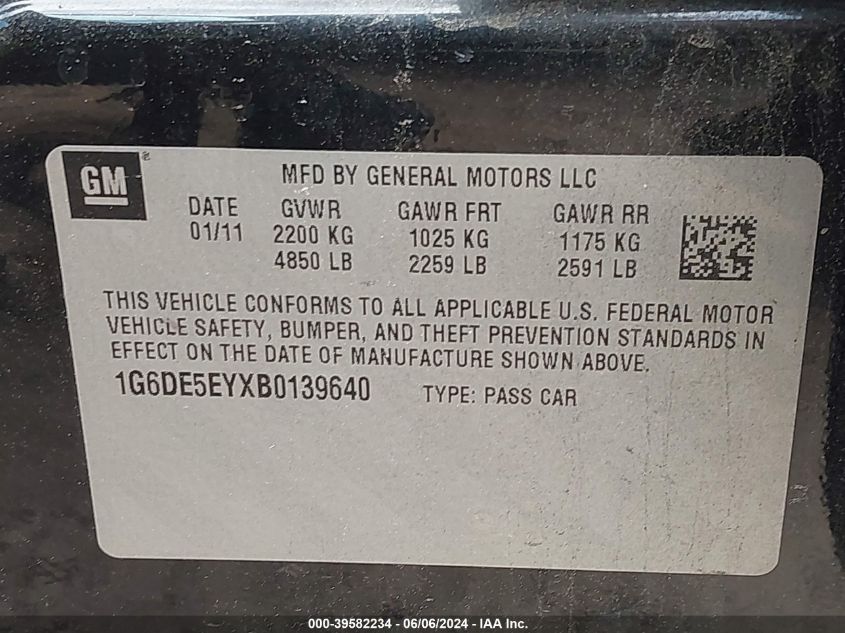 GM ® MFD BY GENERAL MOTORS LLC
DATE GVWR GAWR FRT GAWR RR
01/11 2200 KG 1025 KG 1175 KG
4850 LB 2259 LB 2591 LB
THIS VEHICLE CONFORMS TO ALL APPLICABLE U.S. FEDERAL MOTOR
VEHICLE SAFETY, BUMPER, AND THEFT PREVENTION STANDARDS IN
EFFECT ON THE DATE OF MANUFACTURE SHOWN ABOVE.
1G6DE5EYXB0139640 TYPE: PASS CAR
000-39582234 - 06/06/2024 - IAA Inc.